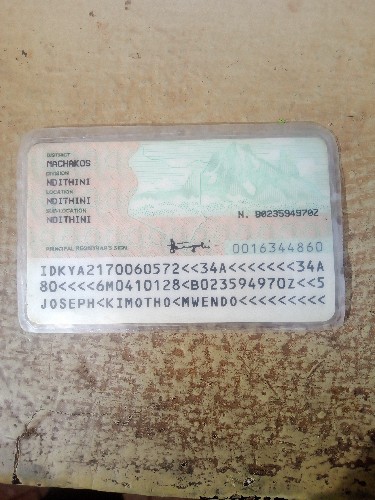 DISTRICT
MACHAKOS
DIVISION
NDITHINI
LOCATION
NDITHINI
SUB-LOCATION
NDITHINI
N. B023594970Z
PRINCIPAL REGISTRAR'S SIGN.
0016344860
IDKYA2170060572<<34A<<<<<<<34A
80<<<<6M0410128<B023594970Z<<5
JOSEPH<KIMOTHO<MWENDO<<<<<<<<<